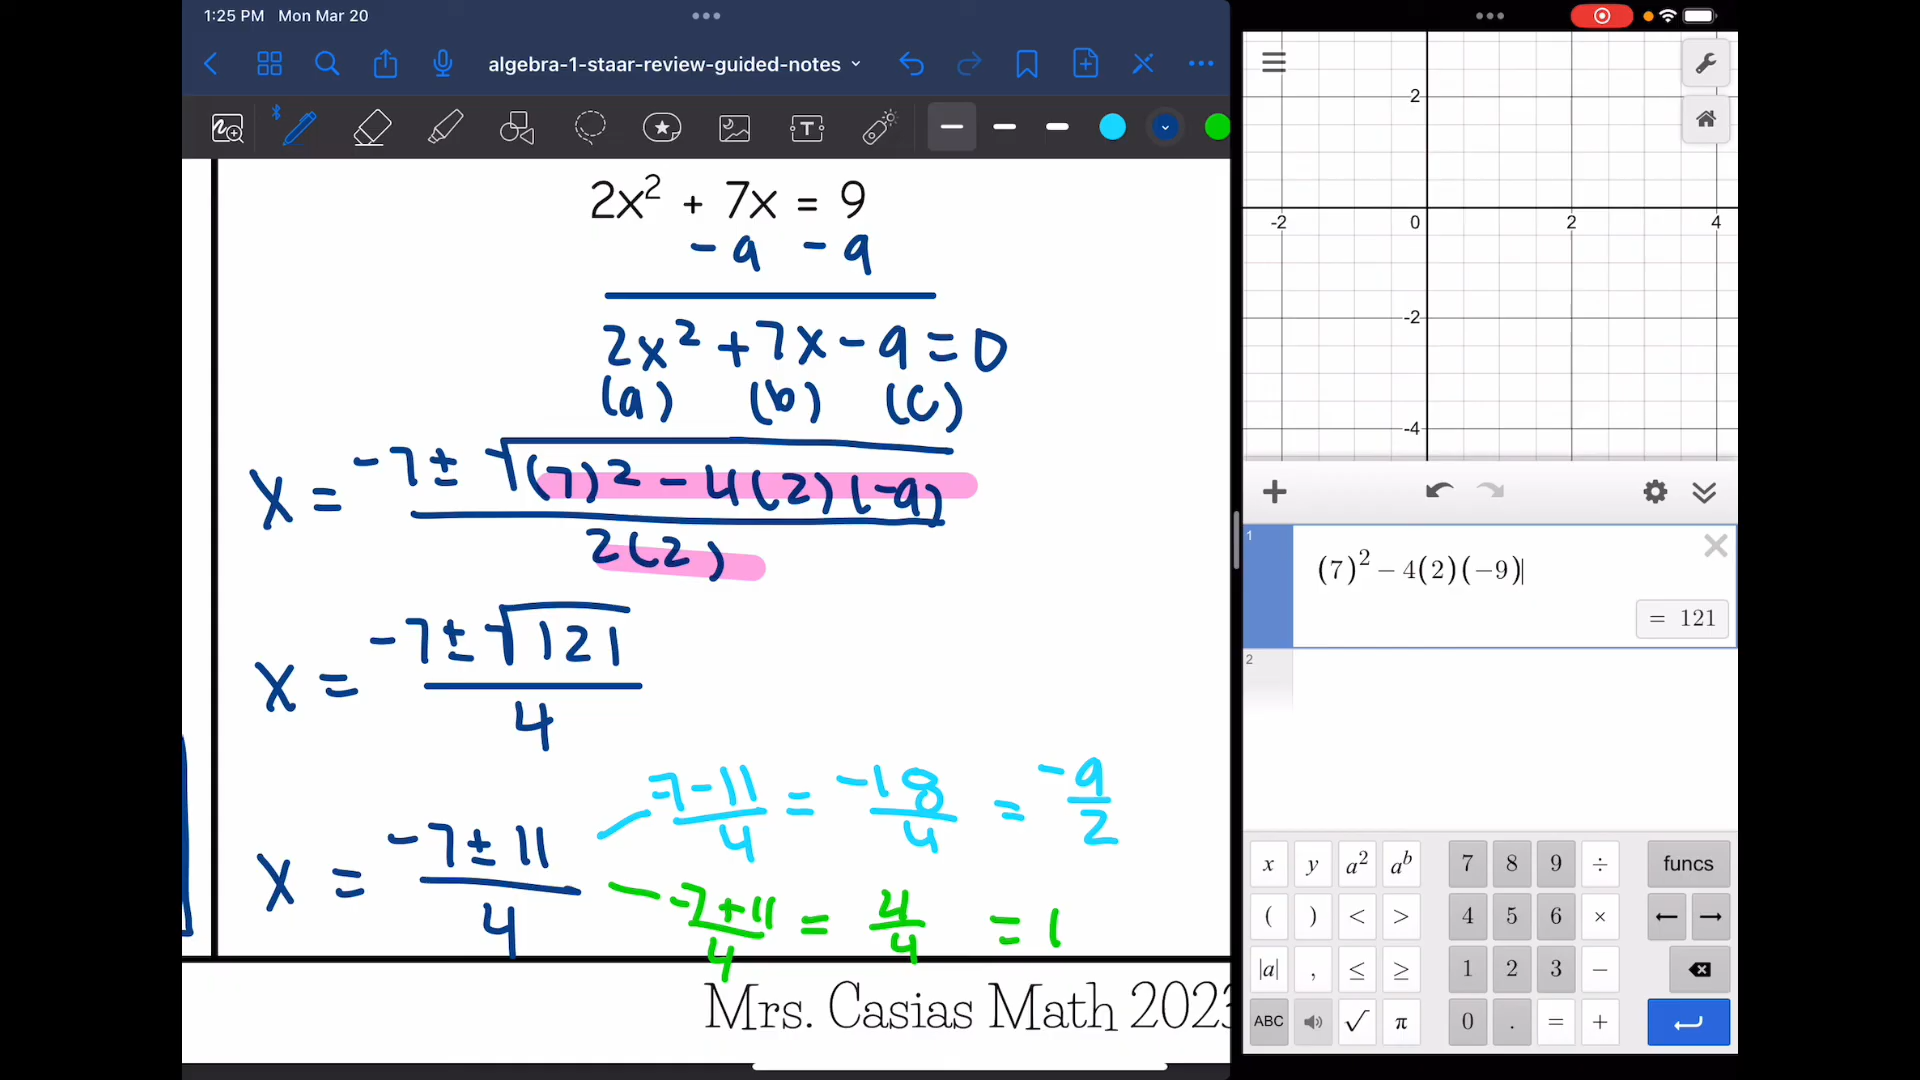 1:25 PM Mon Mar 20
algebra-1-staar-review-guided-notes
2x² + 7x = 9
- 9 - 9
2x² + 7x - 9 = 0
(a) (b) (c)
x = -7 ± √(7)² - 4(2)(-9)
2(2)
x = -7 ± √121
4
-7-11 / 4 = -18 / 4 = -9 / 2
x = -7 ± 11
4
-7+11 / 4 = 4 / 4 = 1
Mrs. Casias Math 202
2
-2 0 2 4
-2
-4
1
(7)² - 4(2)(-9)
= 121
2
x y a² aᵇ 7 8 9 ÷ funcs
( ) < > 4 5 6 × ← →
|a| , ≤ ≥ 1 2 3 −
ABC √ π 0 . = +